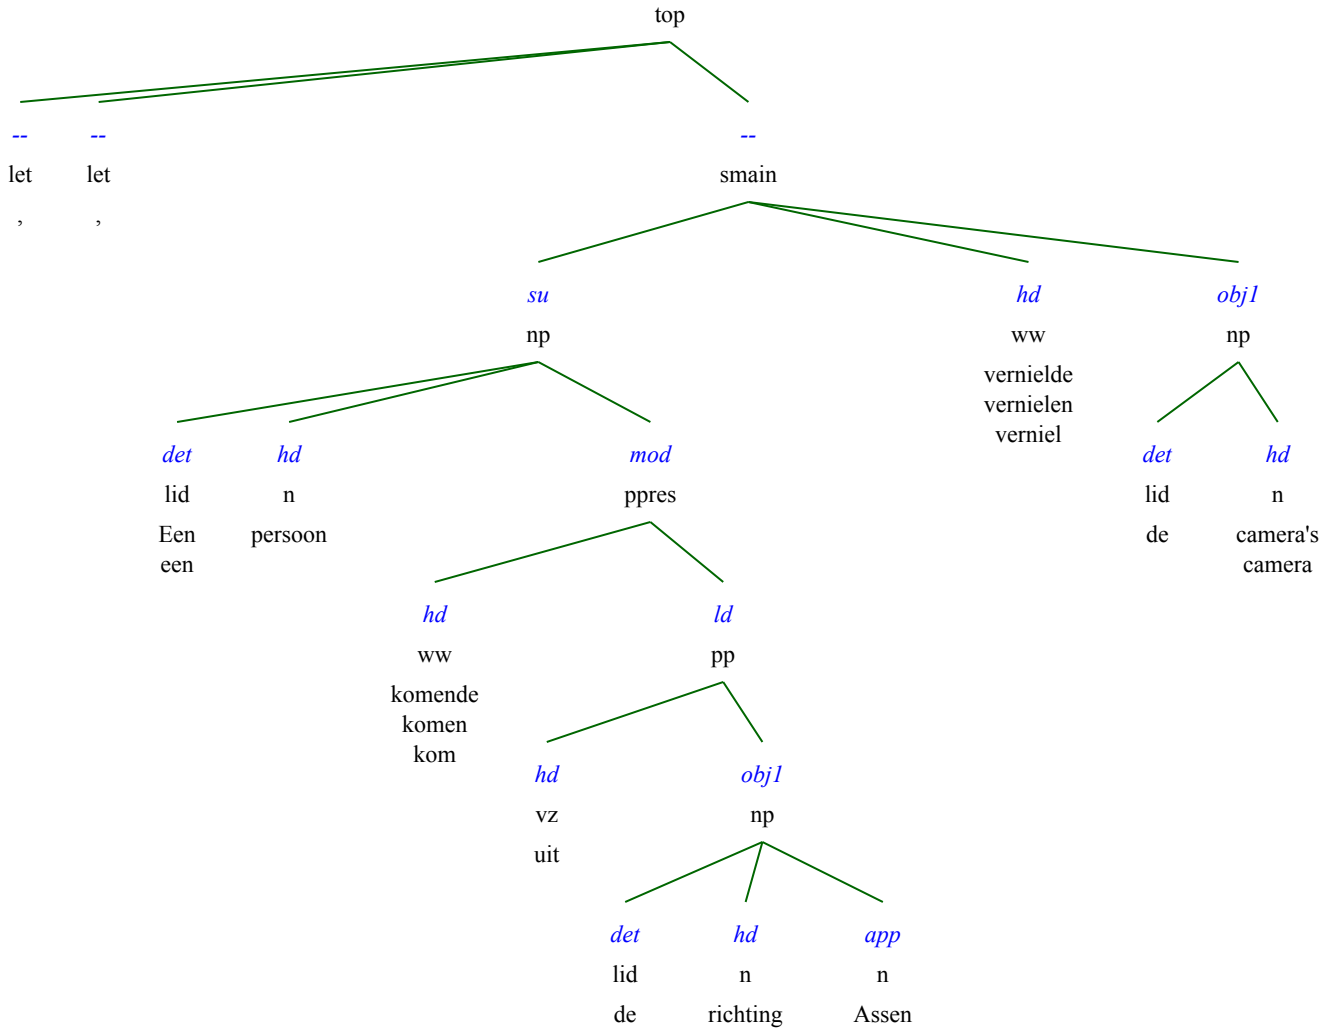 top
-- -- --
let let smain
, ,
su hd obj1
np ww np
vernielde
vernielen
verniel
det hd mod det hd
lid n ppres lid n
Een persoon de camera's
een camera
hd ld
ww pp
komende
komen
kom
hd obj1
vz np
uit
det hd app
lid n n
de richting Assen